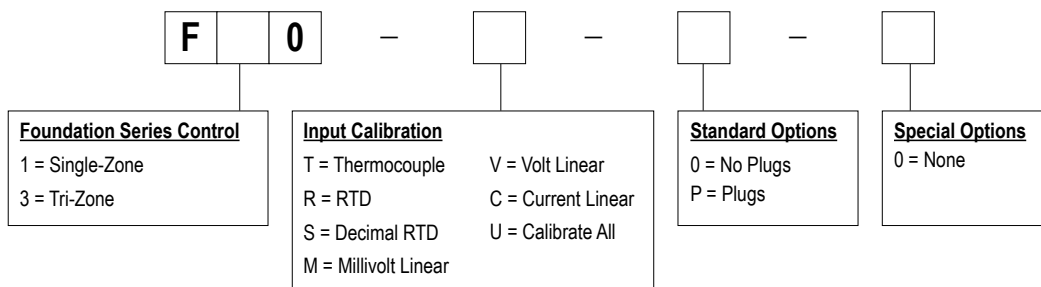 F 0 – – –
Foundation Series Control
1 = Single-Zone
3 = Tri-Zone
Input Calibration
T = Thermocouple
R = RTD
S = Decimal RTD
M = Millivolt Linear
V = Volt Linear
C = Current Linear
U = Calibrate All
Standard Options
0 = No Plugs
P = Plugs
Special Options
0 = None